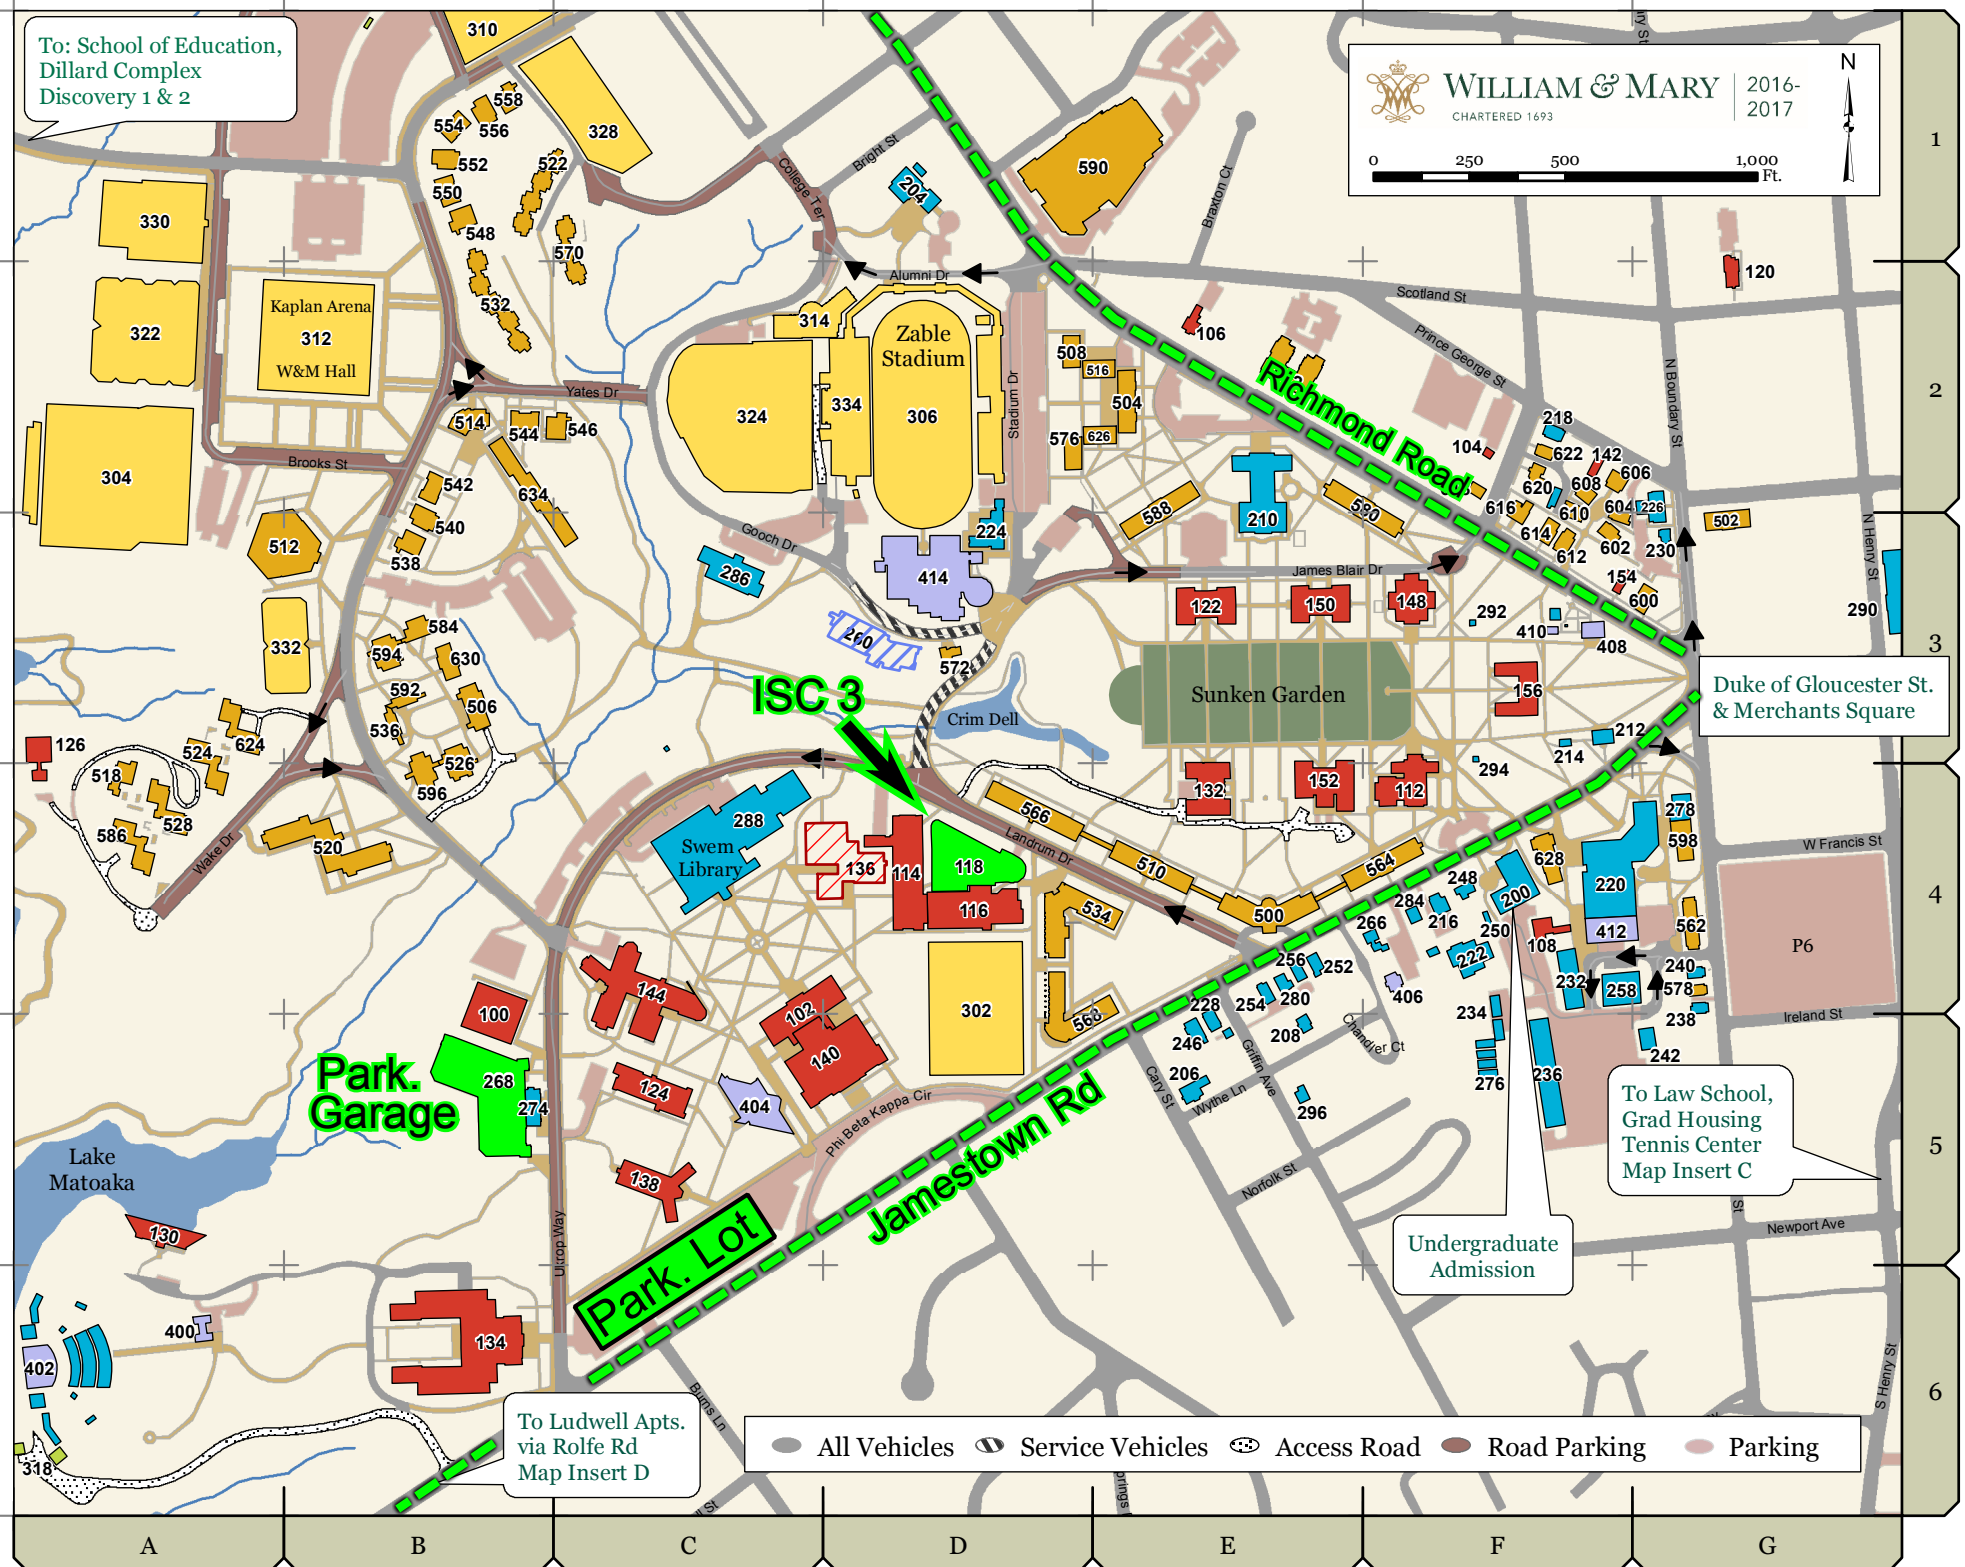 To: School of Education,
Dillard Complex
Discovery 1 & 2
310
WILLIAM & MARY
CHARTERED 1693
2016-
2017
N
0 250 500 1,000
Ft.
1
558
554
556
328
552
522
550
548
570
330
Bright St
College Ter
204
590
Braxton Ct
120
Alumni Dr
Scotland St
Prince George St
N Boundary St
Kaplan Arena
312
W&M Hall
322
532
314
Zable
Stadium
324
334
306
Stadium Dr
508
516
504
576
626
106
Richmond Road
2
Yates Dr
514
544
546
Brooks St
304
542
634
540
538
512
Gooch Dr
286
224
414
588
210
580
218
104
622
142
606
620
608
616
610
604
226
614
612
602
230
502
N Henry St
James Blair Dr
154
600
290
122
150
148
292
410
408
3
332
584
594
630
592
506
536
526
596
260
572
ISC 3
Crim Dell
Sunken Garden
156
Duke of Gloucester St.
& Merchants Square
212
214
294
126
624
524
518
528
586
520
Wake Dr
132
152
112
288
Swem
Library
136
114
118
116
566
Landrum Dr
510
564
500
534
278
598
628
220
200
248
284
216
266
250
222
108
412
562
W Francis St
P6
4
144
100
102
140
302
568
256
252
254
280
228
246
208
206
406
232
258
240
578
238
234
236
242
276
296
Ireland St
Chandler Ct
Griffin Ave
Cary St
Wythe Ln
Park.
Garage
268
274
124
404
138
Phi Beta Kappa Cir
Jamestown Rd
Norfolk St
To Law School,
Grad Housing
Tennis Center
Map Insert C
5
Lake
Matoaka
130
Ukrop Way
Park. Lot
Undergraduate
Admission
St
Newport Ave
S Henry St
400
402
134
318
Burns Ln
To Ludwell Apts.
via Rolfe Rd
Map Insert D
All Vehicles
Service Vehicles
Access Road
Road Parking
Parking
6
A B C D E F G